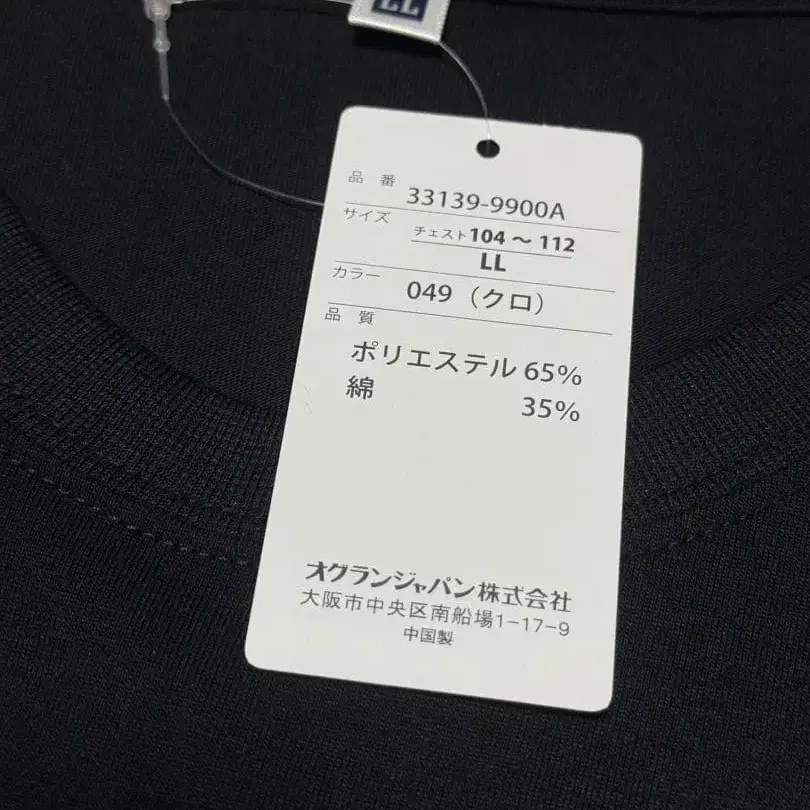 LL
品番 33139-9900A
サイズ チェスト104～112
LL
カラー 049（クロ）
品質
ポリエステル 65%
綿 35%
オグランジャパン株式会社
大阪市中央区南船場1-17-9
中国製